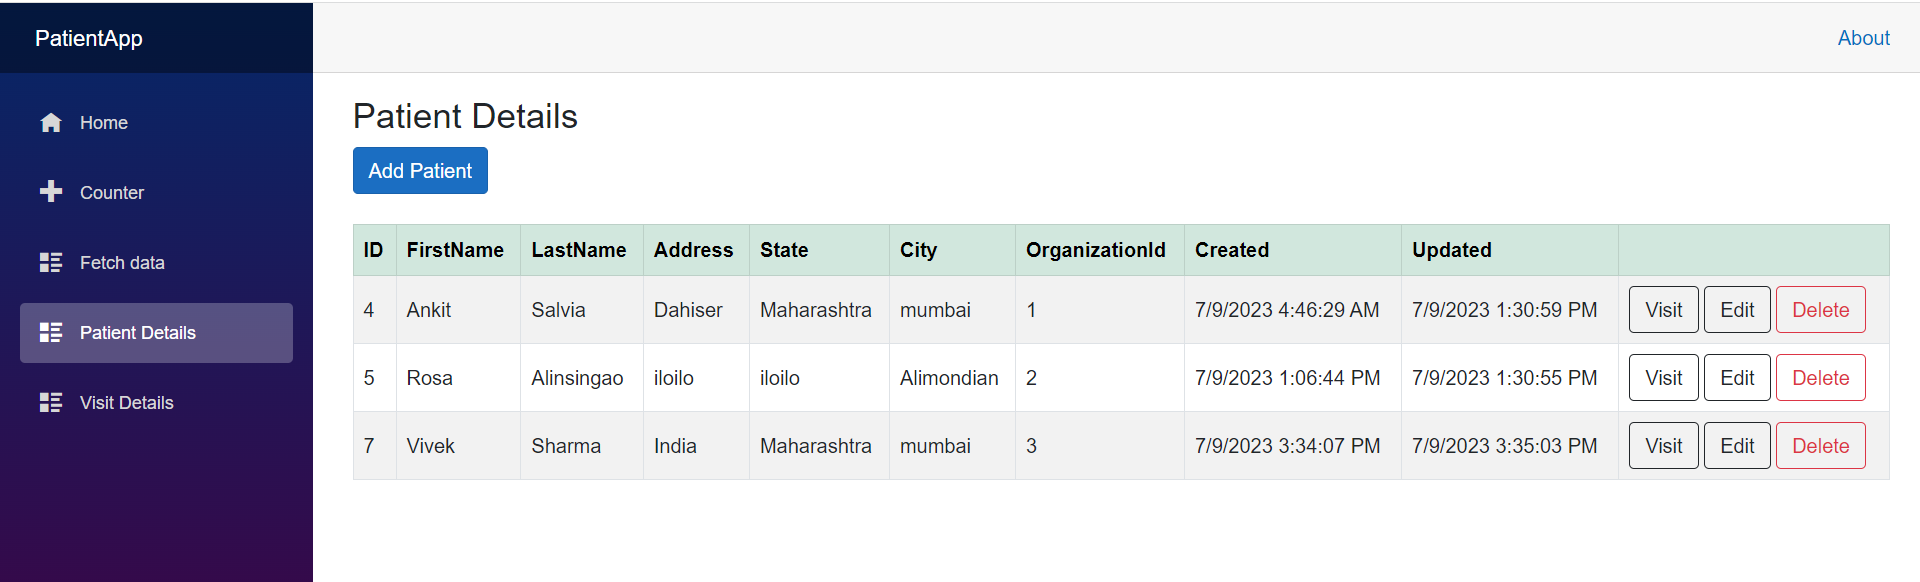 PatientApp
About
Home
Counter
Fetch data
Patient Details
Visit Details
Patient Details
Add Patient
ID FirstName LastName Address State City OrganizationId Created Updated
4 Ankit Salvia Dahiser Maharashtra mumbai 1 7/9/2023 4:46:29 AM 7/9/2023 1:30:59 PM Visit Edit Delete
5 Rosa Alinsingao iloilo iloilo Alimondian 2 7/9/2023 1:06:44 PM 7/9/2023 1:30:55 PM Visit Edit Delete
7 Vivek Sharma India Maharashtra mumbai 3 7/9/2023 3:34:07 PM 7/9/2023 3:35:03 PM Visit Edit Delete